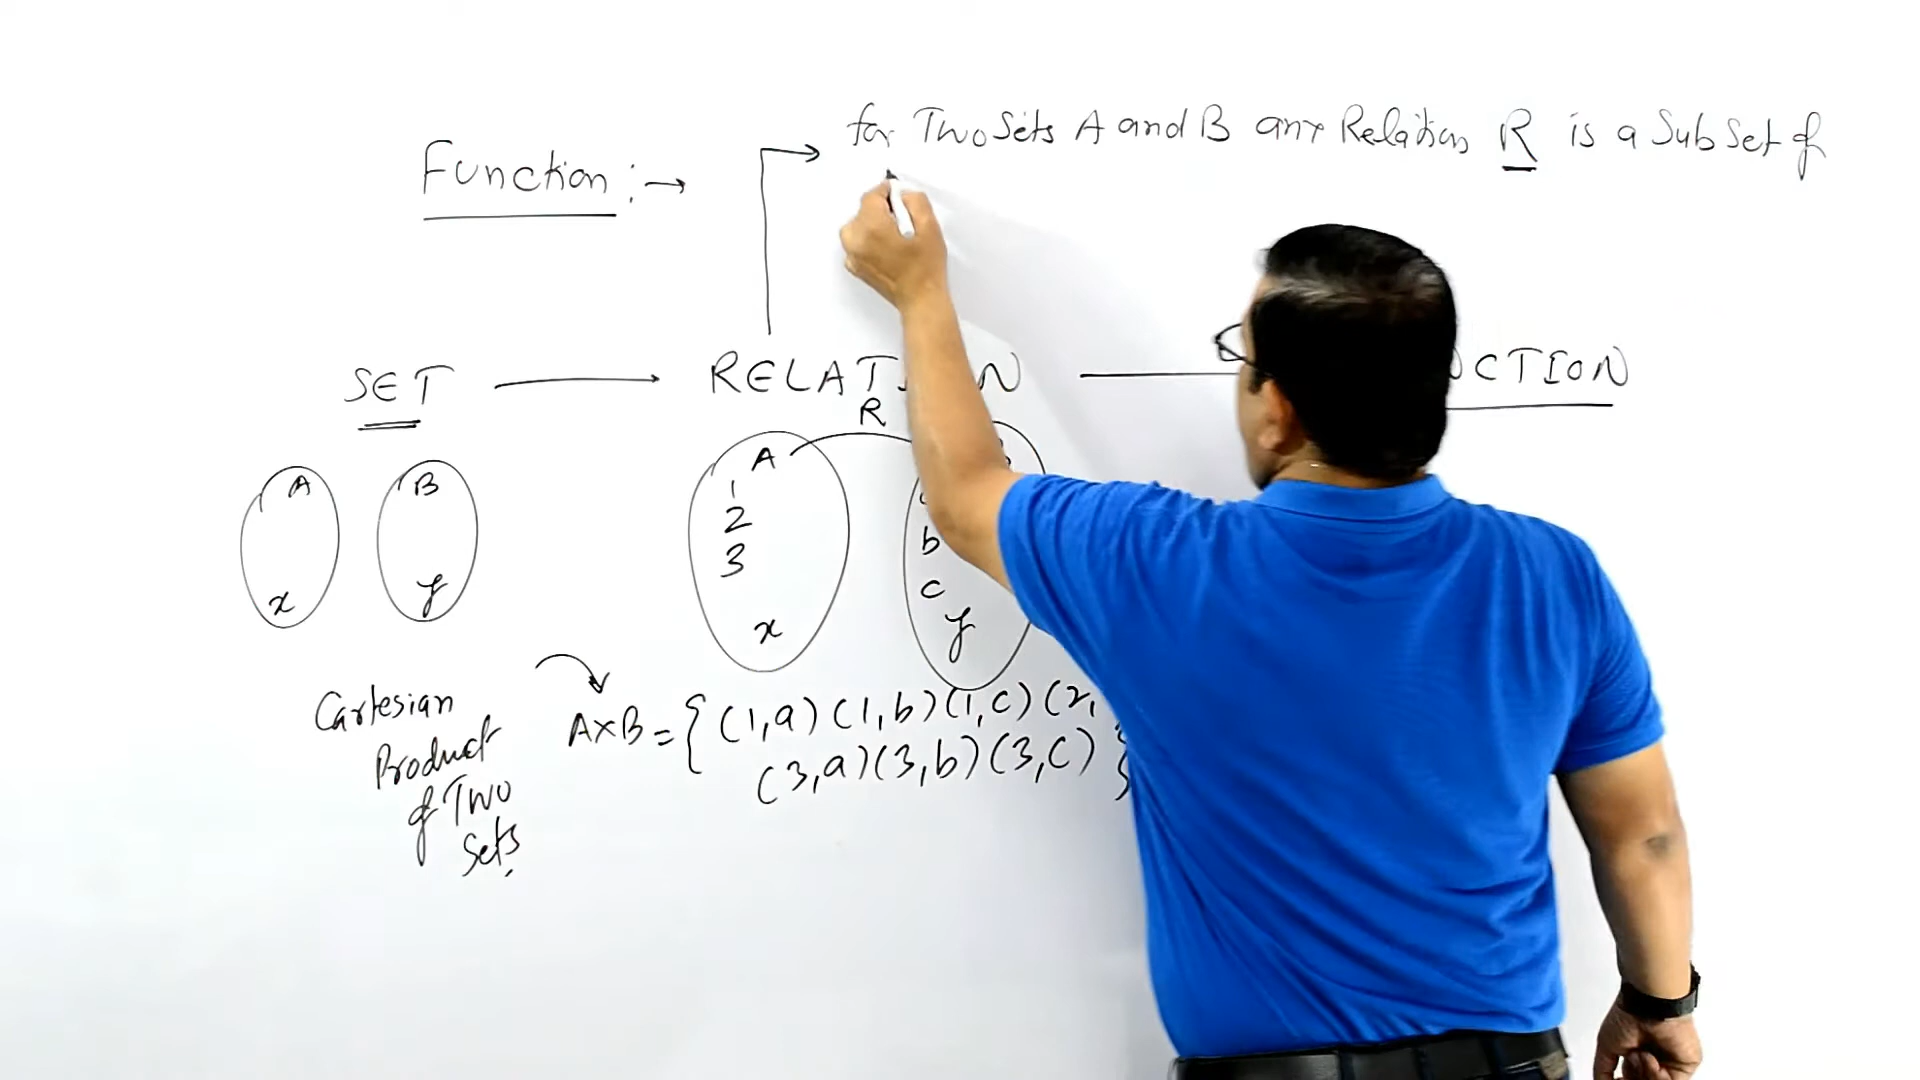 for Two Sets A and B any Relation R is a Subset of
Function :→
SET
RELATION
CTION
R
A
B
x
y
A
1
2
3
x
b
c
y
Cartesian
Product
of Two
Sets.
A×B = { (1,a) (1,b) (1,c) (2,
(3,a) (3,b) (3,c) }